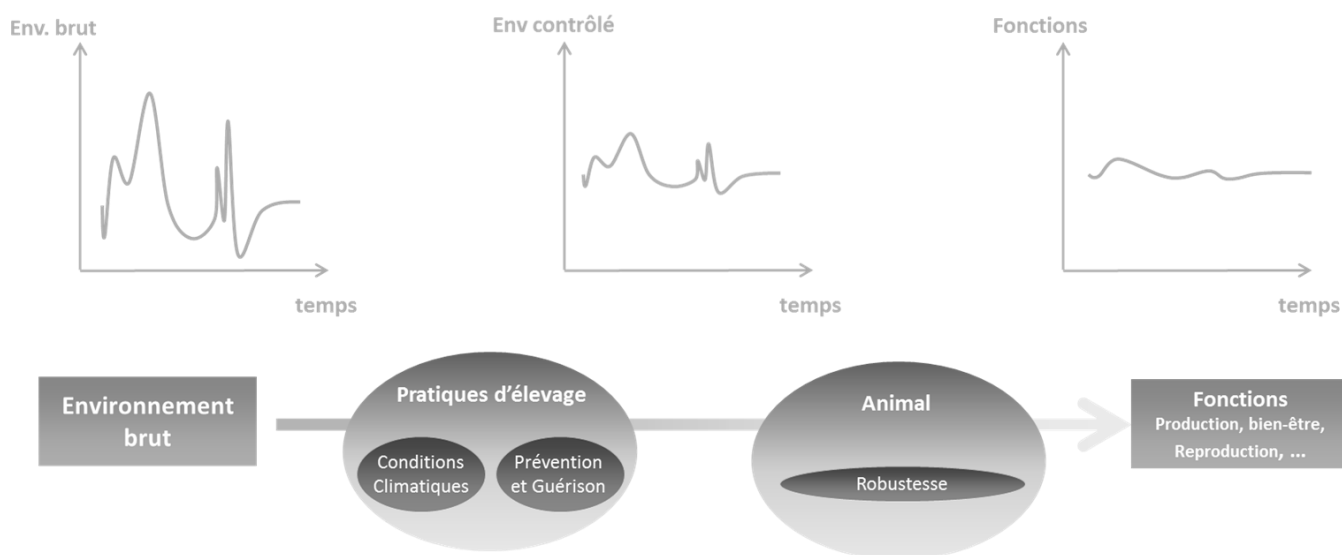 Env. brut
Env contrôlé
Fonctions
temps
temps
temps
Environnement
brut
Pratiques d'élevage
Conditions
Climatiques
Prévention
et Guérison
Animal
Robustesse
Fonctions
Production, bien-être,
Reproduction, ...